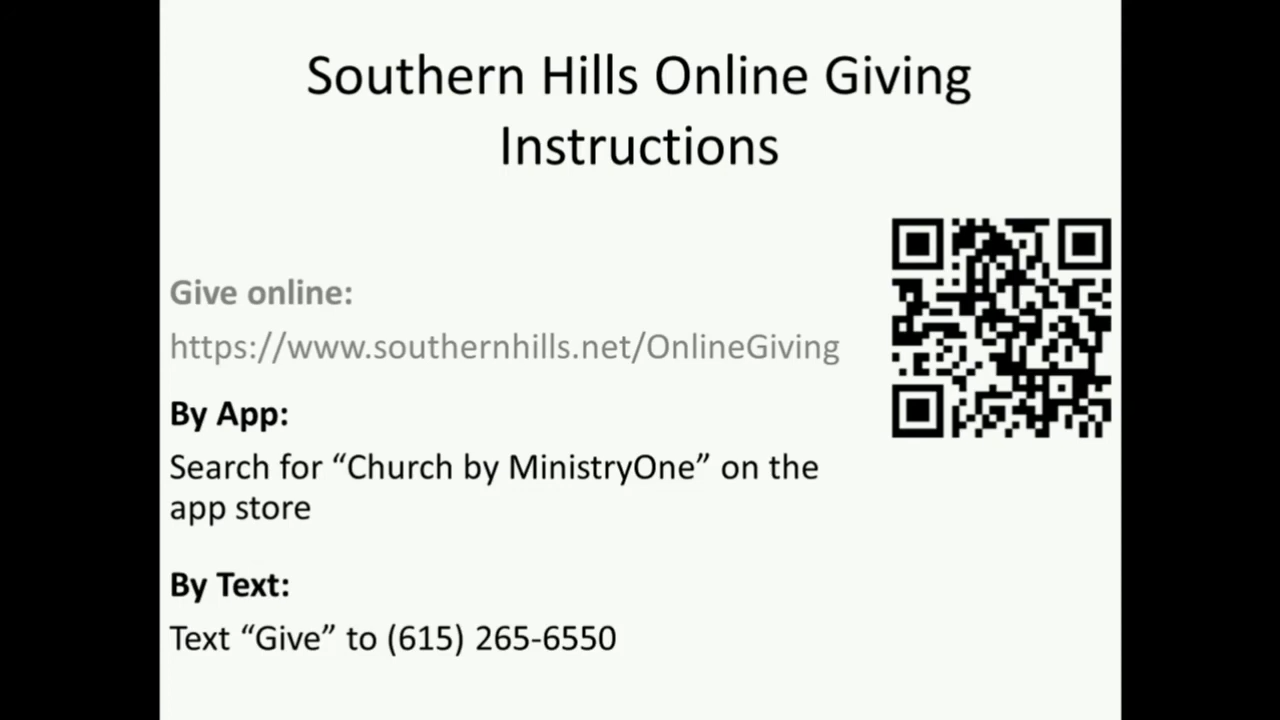 Southern Hills Online Giving
Instructions
Give online:
https://www.southernhills.net/OnlineGiving
By App:
Search for “Church by MinistryOne” on the
app store
By Text:
Text “Give” to (615) 265-6550